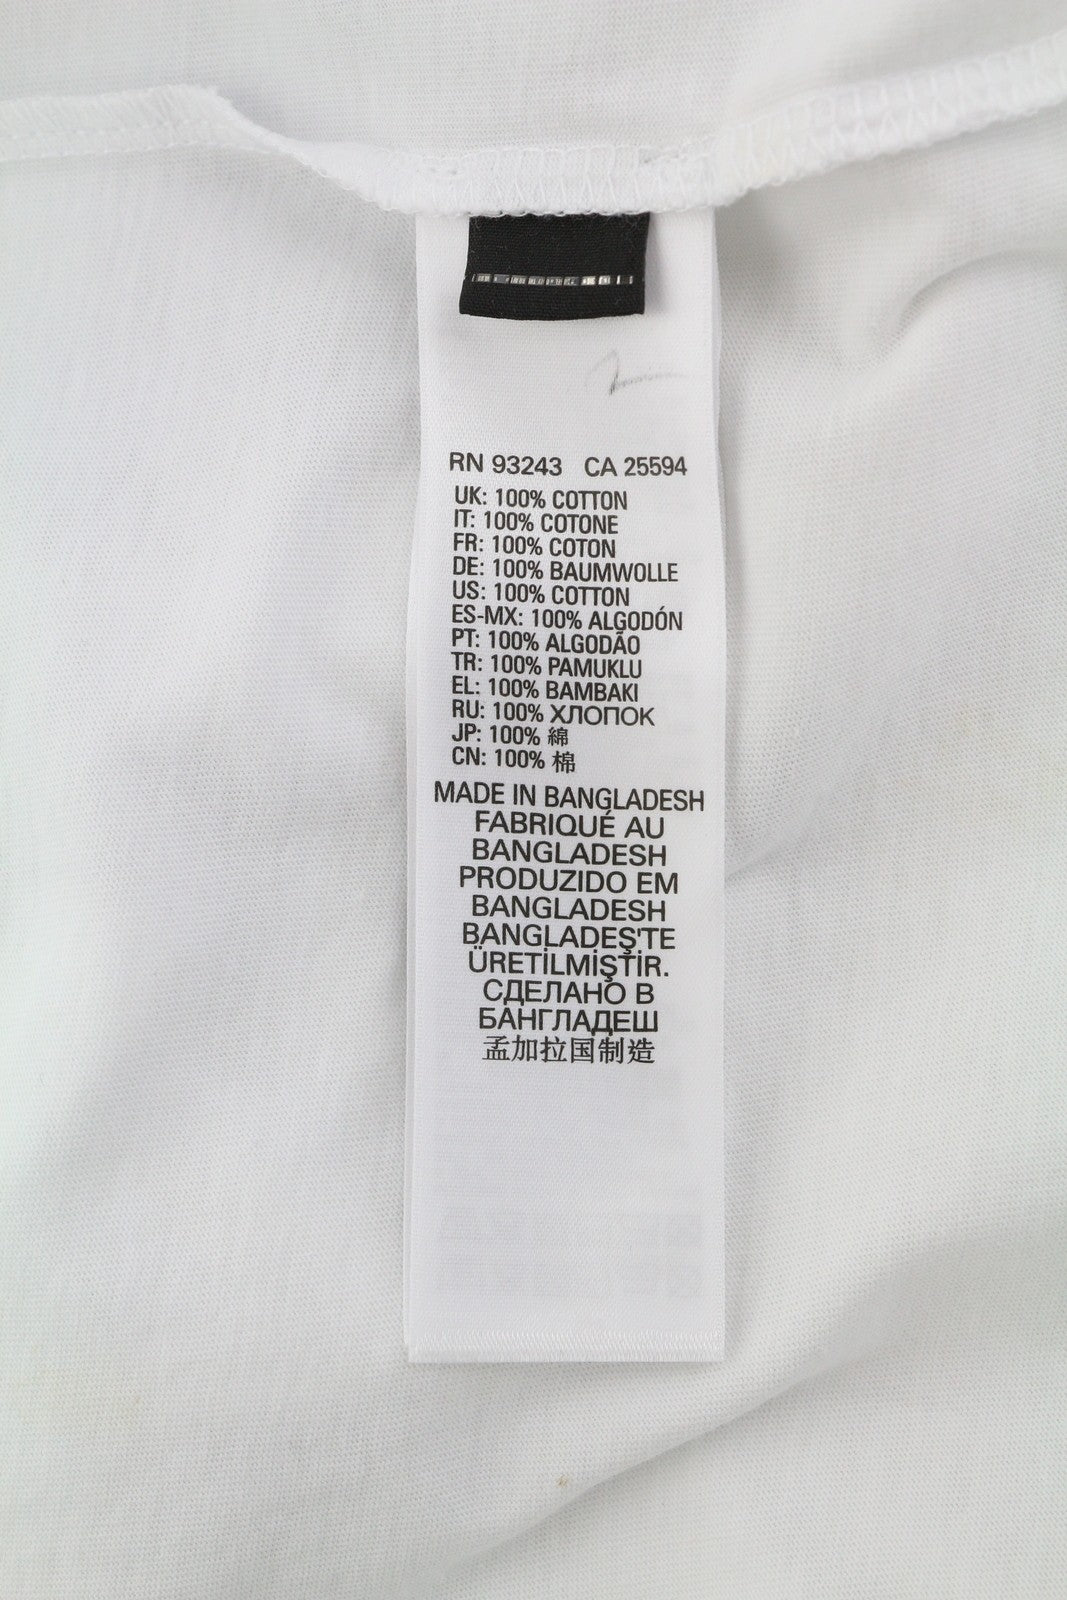 RN 93243 CA 25594
UK: 100% COTTON
IT: 100% COTONE
FR: 100% COTON
DE: 100% BAUMWOLLE
US: 100% COTTON
ES-MX: 100% ALGODÓN
PT: 100% ALGODÃO
TR: 100% PAMUKLU
EL: 100% BAMBAKI
RU: 100% ХЛОПОК
JP: 100% 綿
CN: 100% 棉
MADE IN BANGLADESH
FABRIQUÉ AU
BANGLADESH
PRODUZIDO EM
BANGLADESH
BANGLADEŞ'TE
ÜRETİLMİŞTİR.
СДЕЛАНО В
БАНГЛАДЕШ
孟加拉国制造